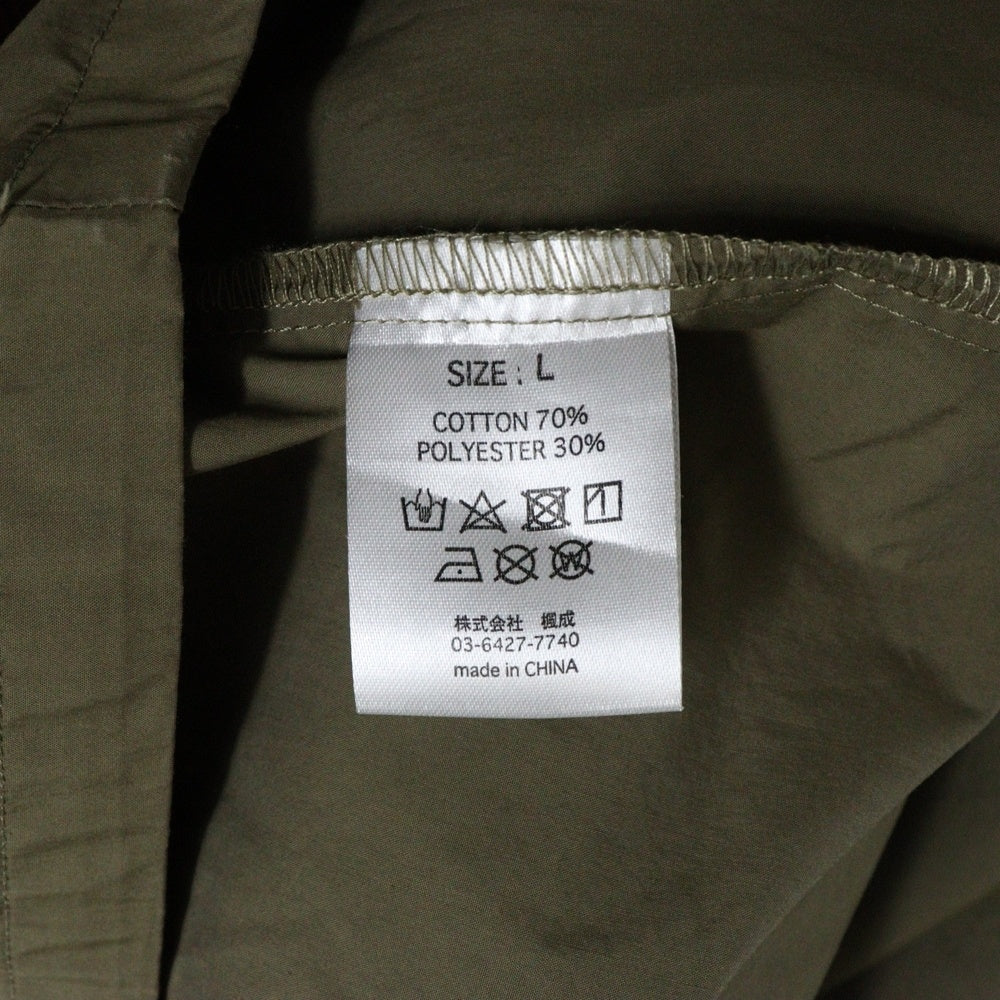 SIZE : L
COTTON 70%
POLYESTER 30%
株式会社 楓成
03-6427-7740
made in CHINA